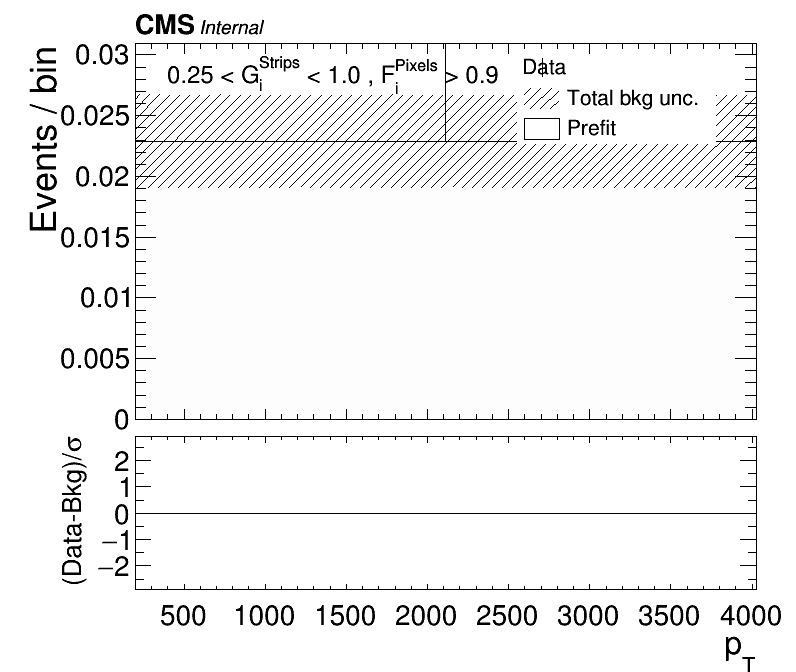 CMS Internal
0.25 < G_i^Strips < 1.0 , F_i^Pixels > 0.9
Data
Total bkg unc.
Prefit
Events / bin
0.03
0.025
0.02
0.015
0.01
0.005
0
(Data-Bkg)/σ
2
1
0
−1
−2
500 1000 1500 2000 2500 3000 3500 4000
p_T